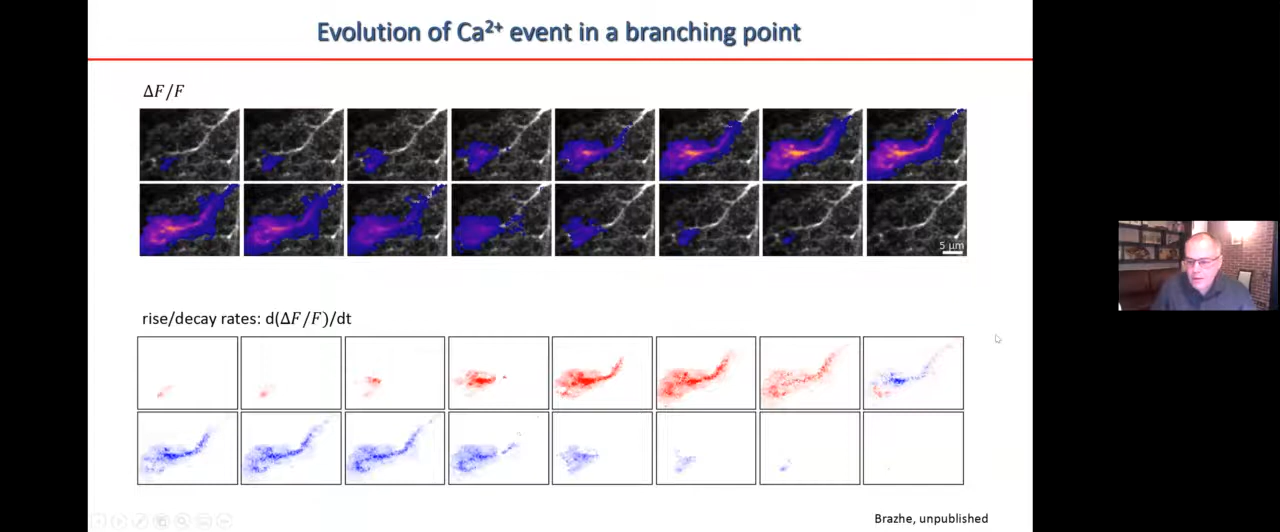 Evolution of Ca²⁺ event in a branching point
ΔF/F
5 μm
rise/decay rates: d(ΔF/F)/dt
Brazhe, unpublished